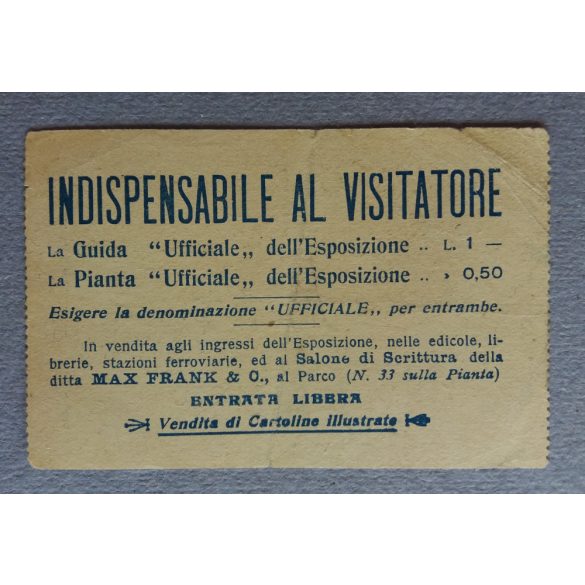 INDISPENSABILE AL VISITATORE
La Guida "Ufficiale„ dell'Esposizione .. L. 1 —
La Pianta "Ufficiale„ dell'Esposizione .. › 0,50
Esigere la denominazione "UFFICIALE„ per entrambe.
In vendita agli ingressi dell'Esposizione, nelle edicole, li-
brerie, stazioni ferroviarie, ed al Salone di Scrittura della
ditta MAX FRANK & C., al Parco (N. 33 sulla Pianta)
ENTRATA LIBERA
Vendita di Cartoline illustrate